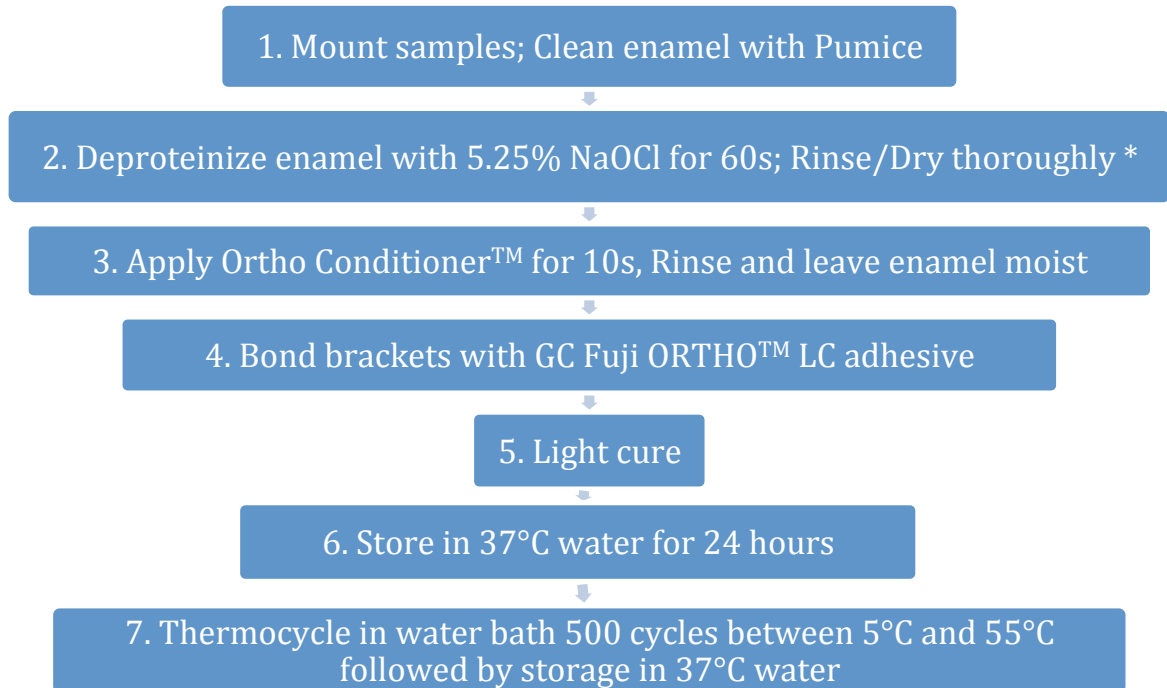 1. Mount samples; Clean enamel with Pumice
2. Deproteinize enamel with 5.25% NaOCl for 60s; Rinse/Dry thoroughly *
3. Apply Ortho Conditioner™ for 10s, Rinse and leave enamel moist
4. Bond brackets with GC Fuji ORTHO™ LC adhesive
5. Light cure
6. Store in 37°C water for 24 hours
7. Thermocycle in water bath 500 cycles between 5°C and 55°C
followed by storage in 37°C water